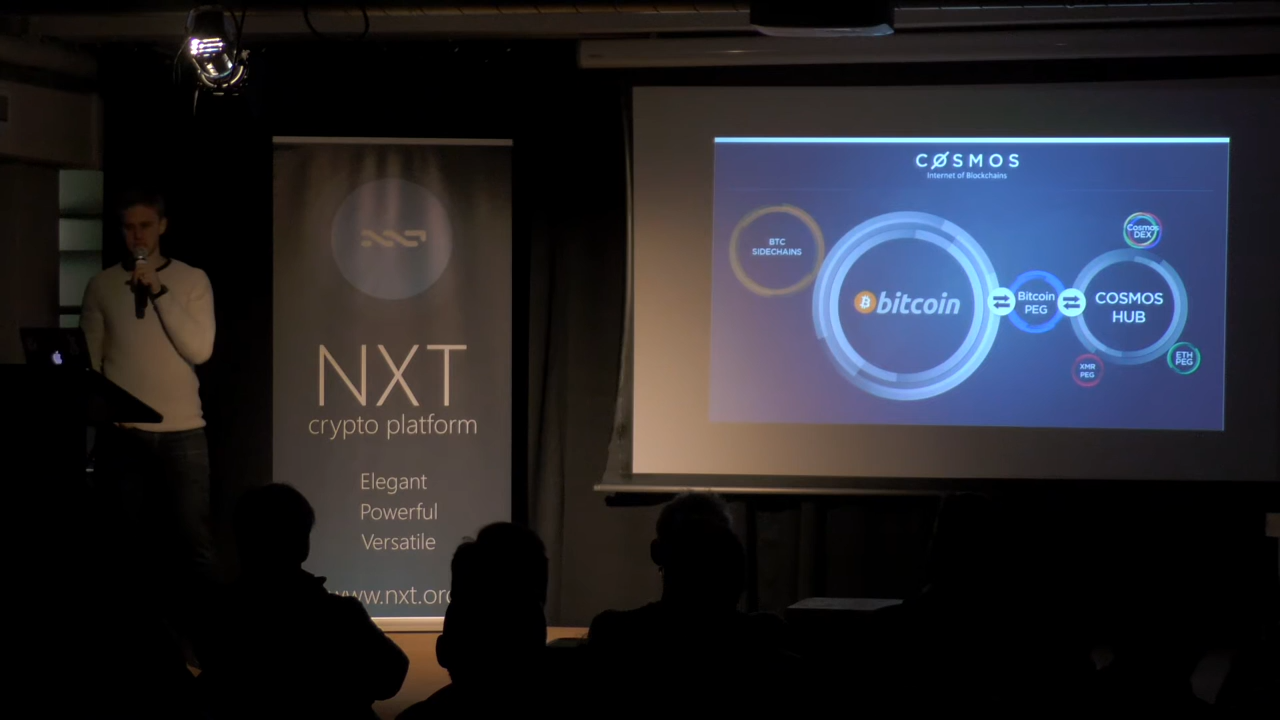 NXT
crypto platform
Elegant
Powerful
Versatile
www.nxt.org
COSMOS
Internet of Blockchains
BTC
SIDECHAINS
bitcoin
Bitcoin
PEG
COSMOS
HUB
Cosmos
DEX
XMR
PEG
ETH
PEG